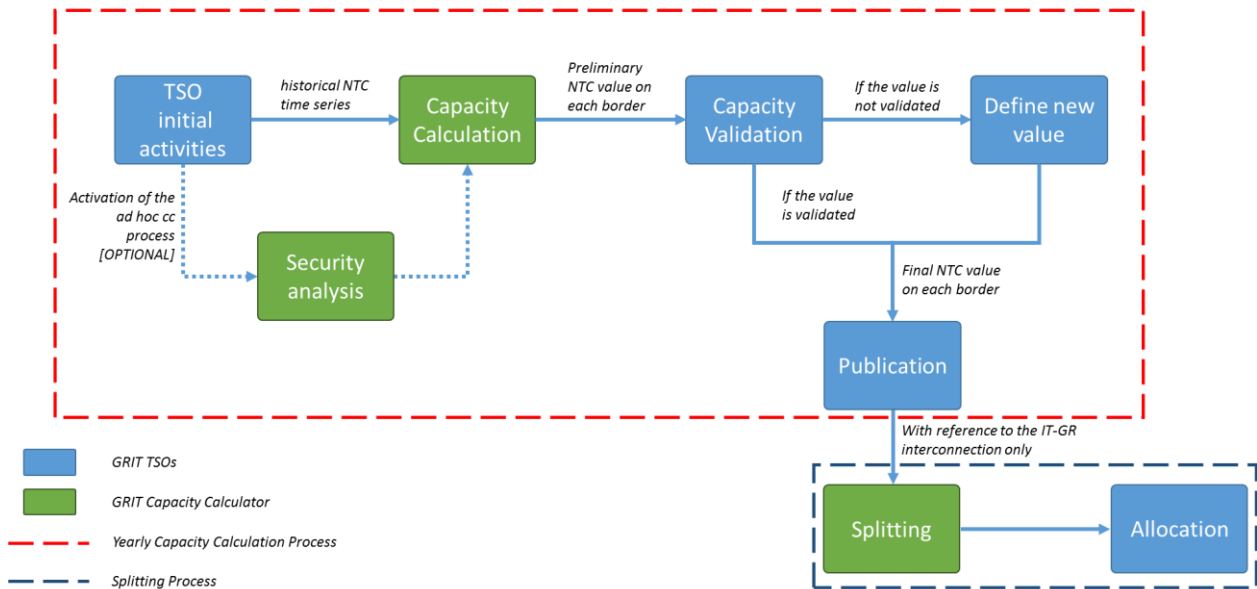 TSO
initial
activities
historical NTC
time series
Capacity
Calculation
Preliminary
NTC value on
each border
Capacity
Validation
If the value is
not validated
Define new
value
Activation of the
ad hoc cc
process
[OPTIONAL]
Security
analysis
If the value
is validated
Final NTC value
on each border
Publication
With reference to the IT-GR
interconnection only
Splitting
Allocation
GRIT TSOs
GRIT Capacity Calculator
Yearly Capacity Calculation Process
Splitting Process